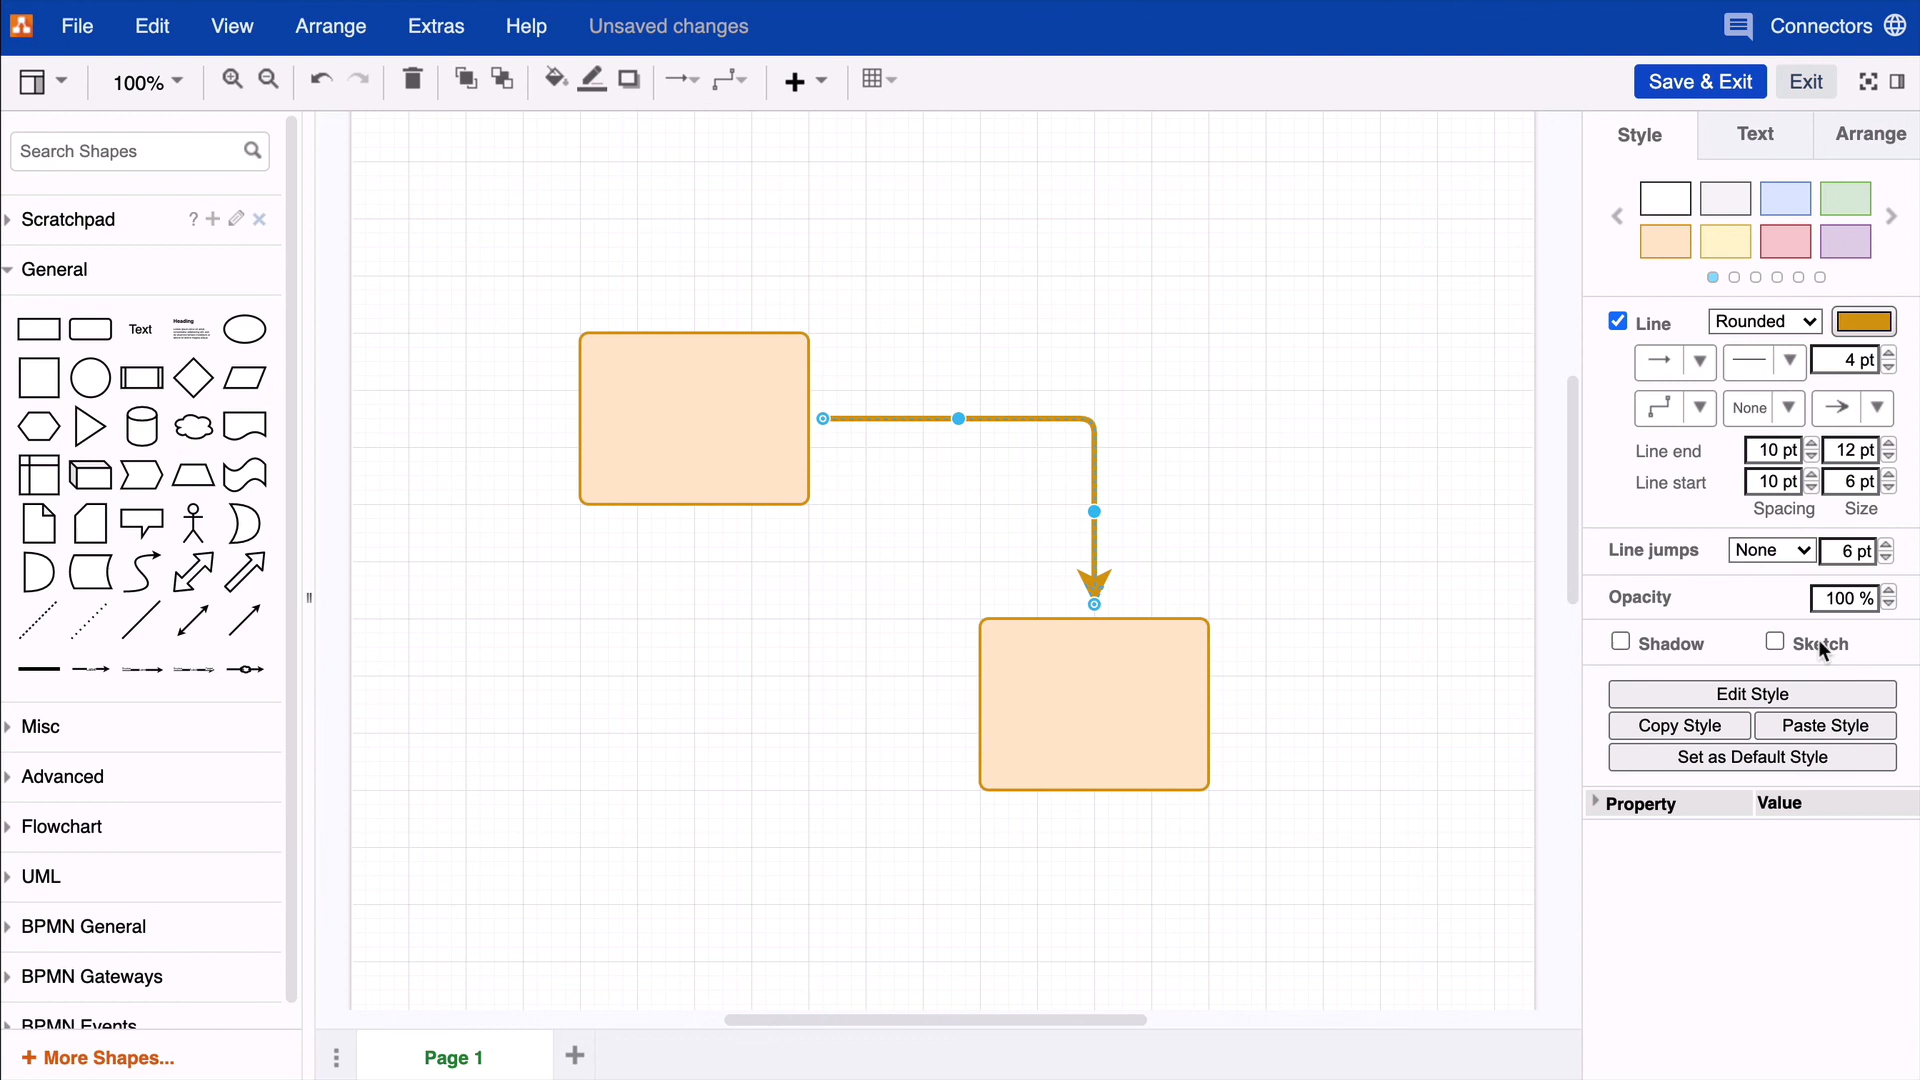 File Edit View Arrange Extras Help Unsaved changes Connectors
100% Save & Exit Exit
Search Shapes
Scratchpad ?
General
Text Heading
Misc
Advanced
Flowchart
UML
BPMN General
BPMN Gateways
BPMN Events
+ More Shapes...
Page 1
Style Text Arrange
Line Rounded
4 pt
None
Line end 10 pt 12 pt
Line start 10 pt 6 pt
Spacing Size
Line jumps None 6 pt
Opacity 100 %
Shadow Sketch
Edit Style
Copy Style Paste Style
Set as Default Style
Property Value